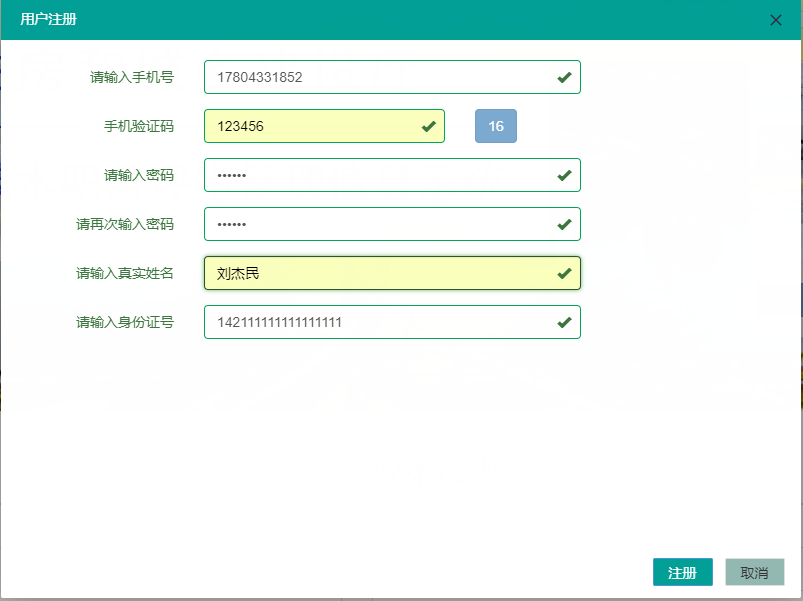 用户注册
请输入手机号 17804331852
手机验证码 123456 16
请输入密码 ••••••
请再次输入密码 ••••••
请输入真实姓名 刘杰民
请输入身份证号 142111111111111111
注册 取消